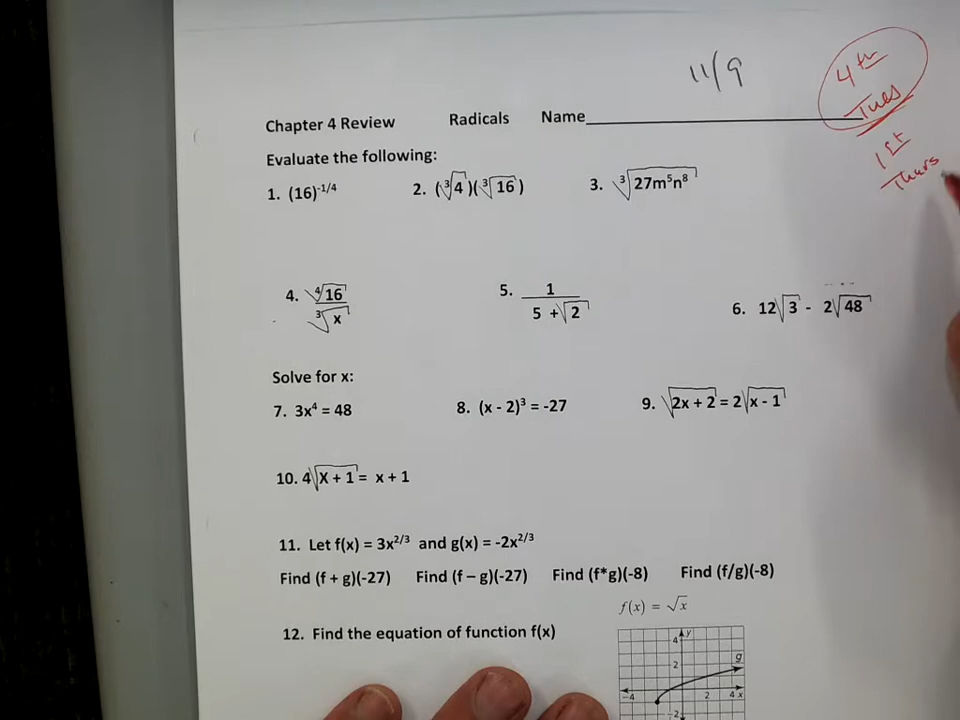 11/9
4th
Tues
1st
Thurs
Chapter 4 Review Radicals Name_______________
Evaluate the following:
1. (16)^-1/4 2. (∛4)(∛16) 3. ∛27m⁵n⁸
4. ∜16 / ∛x 5. 1 / 5 + √2 6. 12√3 - 2√48
Solve for x:
7. 3x⁴ = 48 8. (x - 2)³ = -27 9. √2x + 2 = 2√x - 1
10. 4√X + 1 = x + 1
11. Let f(x) = 3x^2/3 and g(x) = -2x^2/3
Find (f + g)(-27) Find (f – g)(-27) Find (f*g)(-8) Find (f/g)(-8)
f(x) = √x
12. Find the equation of function f(x)
4 y
2 g
-4 2 4 x
-2